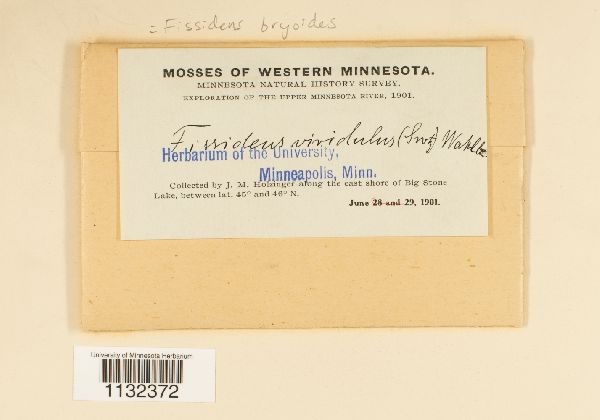 = Fissidens bryoides
MOSSES OF WESTERN MINNESOTA.
MINNESOTA NATURAL HISTORY SURVEY.
EXPLORATION OF THE UPPER MINNESOTA RIVER, 1901.
Fissidens viridulus (Sw) Wahlb
Herbarium of the University,
Minneapolis, Minn.
Collected by J. M. Holzinger along the east shore of Big Stone
Lake, between lat. 45° and 46° N.
June 28 and 29, 1901.
University of Minnesota Herbarium
1132372